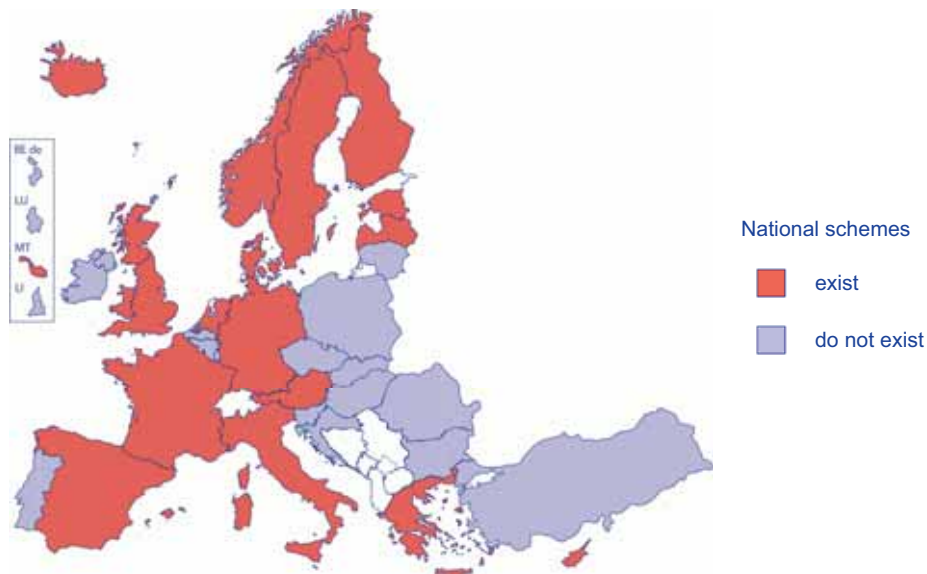 BE de
LU
MT
LI
National schemes
exist
do not exist